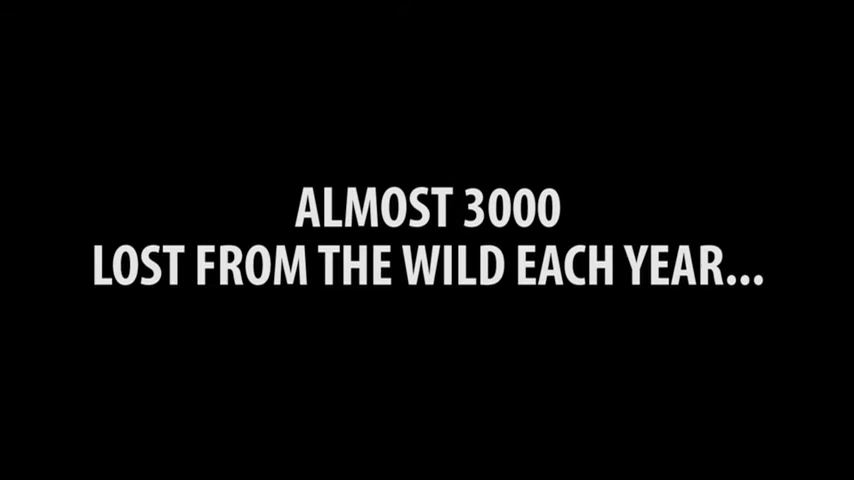 ALMOST 3000
LOST FROM THE WILD EACH YEAR...